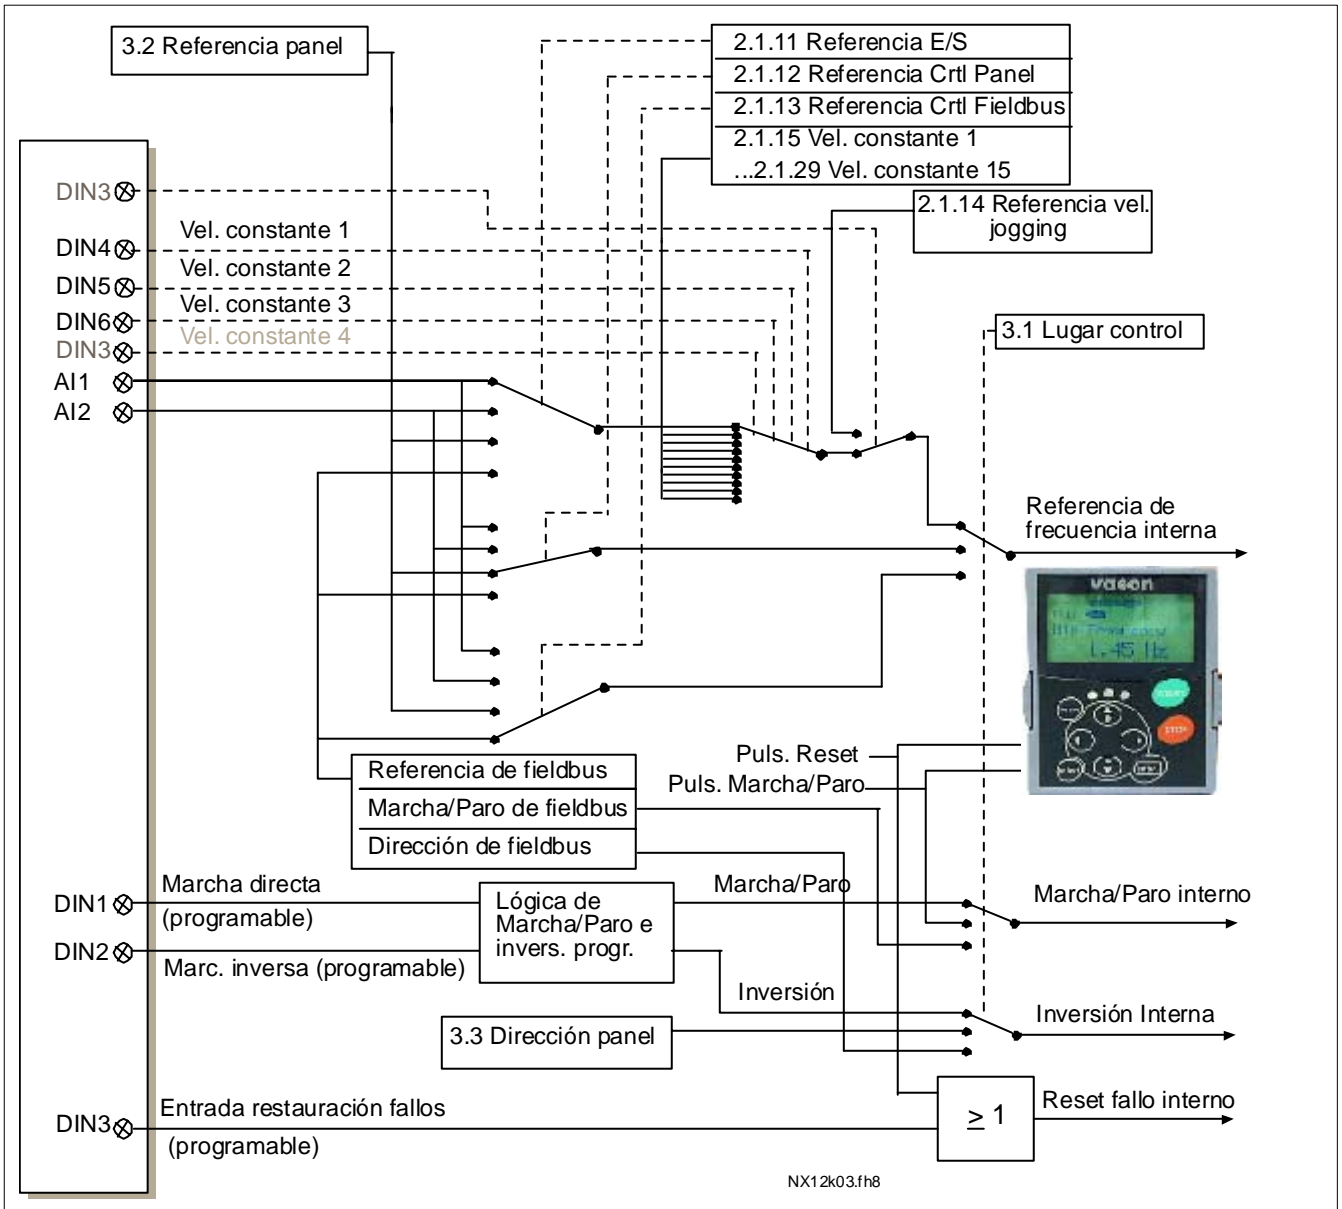 3.2 Referencia panel
2.1.11 Referencia E/S
2.1.12 Referencia Crtl Panel
2.1.13 Referencia Crtl Fieldbus
2.1.15 Vel. constante 1
...2.1.29 Vel. constante 15
2.1.14 Referencia vel.
jogging
3.1 Lugar control
DIN3
DIN4
Vel. constante 1
DIN5
Vel. constante 2
DIN6
Vel. constante 3
DIN3
Vel. constante 4
AI1
AI2
Referencia de
frecuencia interna
vacon
1.45 Hz
STOP
Puls. Reset
Puls. Marcha/Paro
Referencia de fieldbus
Marcha/Paro de fieldbus
Dirección de fieldbus
DIN1
Marcha directa
(programable)
DIN2
Marc. inversa (programable)
Lógica de
Marcha/Paro e
invers. progr.
Marcha/Paro
Marcha/Paro interno
Inversión
Inversión Interna
3.3 Dirección panel
DIN3
Entrada restauración fallos
(programable)
≥ 1
Reset fallo interno
NX12k03.fh8